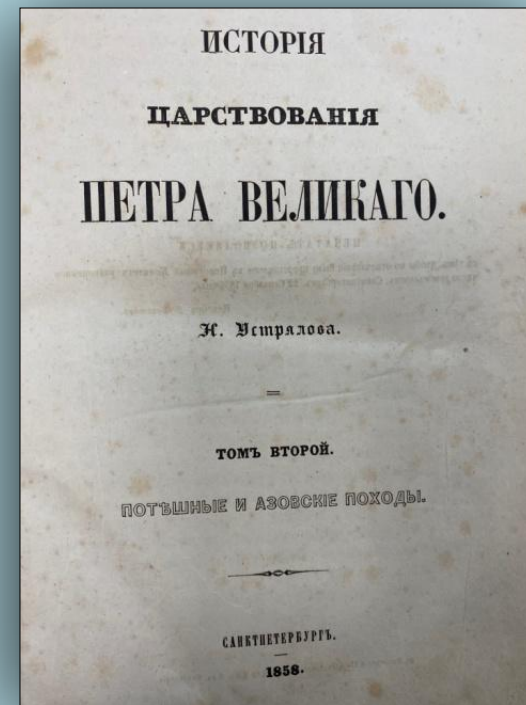 ИСТОРІЯ
ЦАРСТВОВАНІЯ
ПЕТРА ВЕЛИКАГО.
Н. Устрялова.
ТОМЪ ВТОРОЙ.
ПОТѢШНЫЕ И АЗОВСКІЕ ПОХОДЫ.
САНКТПЕТЕРБУРГЪ.
1858.